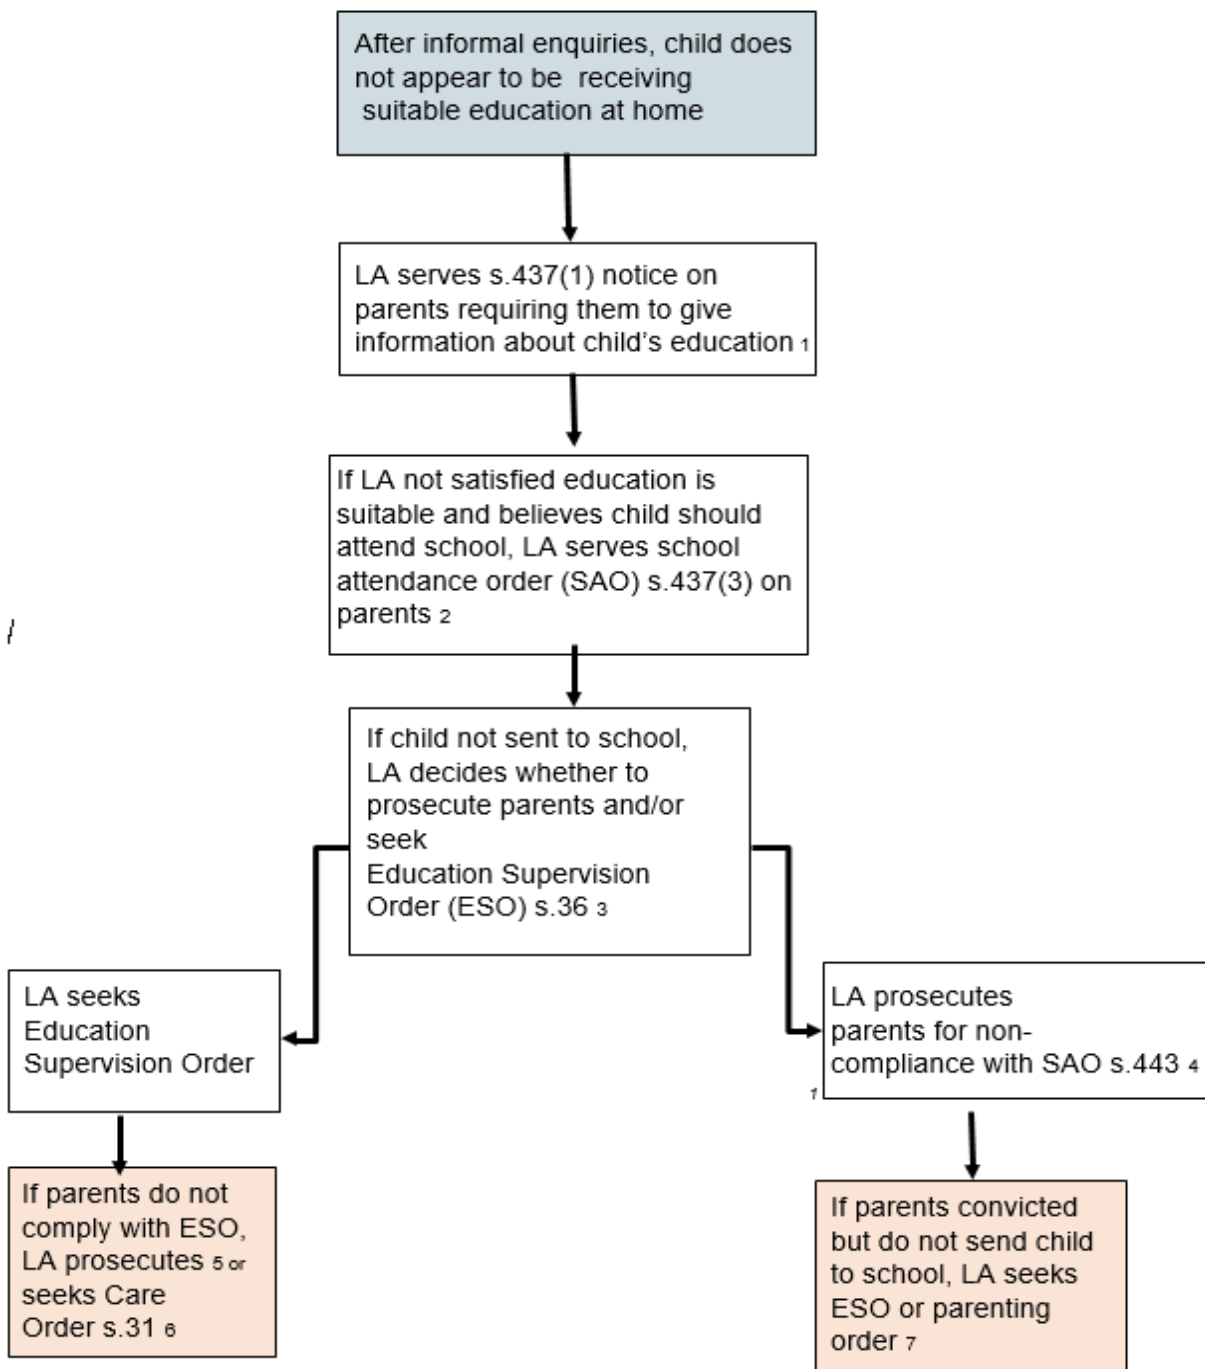 After informal enquiries, child does
not appear to be receiving
suitable education at home
LA serves s.437(1) notice on
parents requiring them to give
information about child's education 1
If LA not satisfied education is
suitable and believes child should
attend school, LA serves school
attendance order (SAO) s.437(3) on
parents 2
If child not sent to school,
LA decides whether to
prosecute parents and/or
seek
Education Supervision
Order (ESO) s.36 3
LA seeks
Education
Supervision Order
LA prosecutes
parents for non-
compliance with SAO s.443 4
1
If parents do not
comply with ESO,
LA prosecutes 5 or
seeks Care
Order s.31 6
If parents convicted
but do not send child
to school, LA seeks
ESO or parenting
order 7